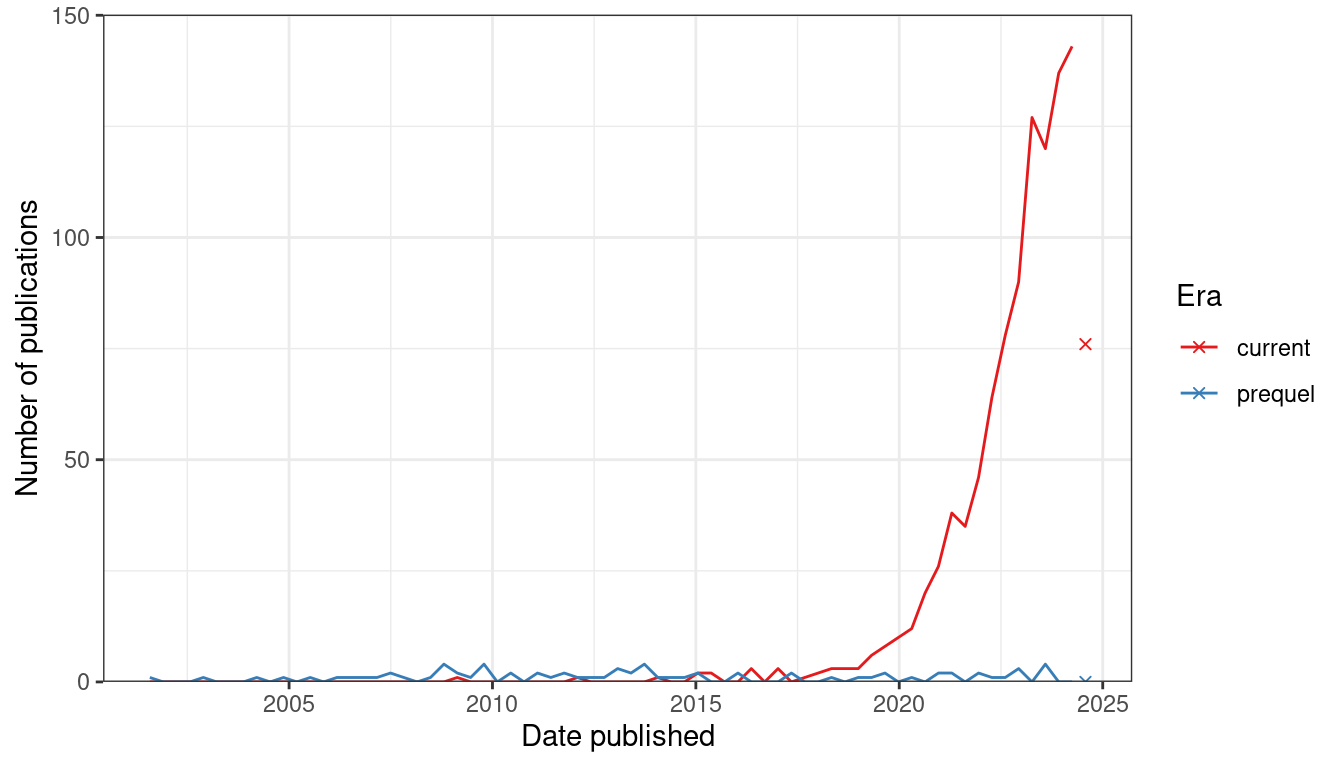 150
100
50
0
Number of publications
2005 2010 2015 2020 2025
Date published
Era
current
prequel